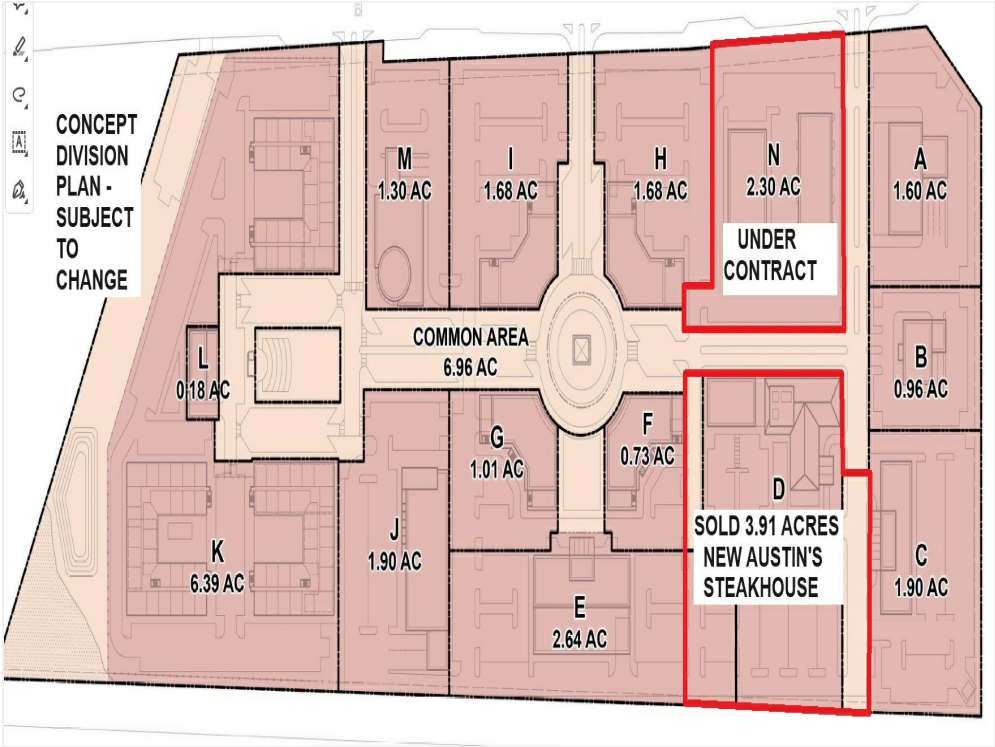 CONCEPT
DIVISION
PLAN -
SUBJECT
TO
CHANGE
M
1.30 AC
I
1.68 AC
H
1.68 AC
N
2.30 AC
UNDER
CONTRACT
A
1.60 AC
L
0.18 AC
COMMON AREA
6.96 AC
B
0.96 AC
G
1.01 AC
F
0.73 AC
D
SOLD 3.91 ACRES
NEW AUSTIN'S
STEAKHOUSE
K
6.39 AC
J
1.90 AC
E
2.64 AC
C
1.90 AC
A